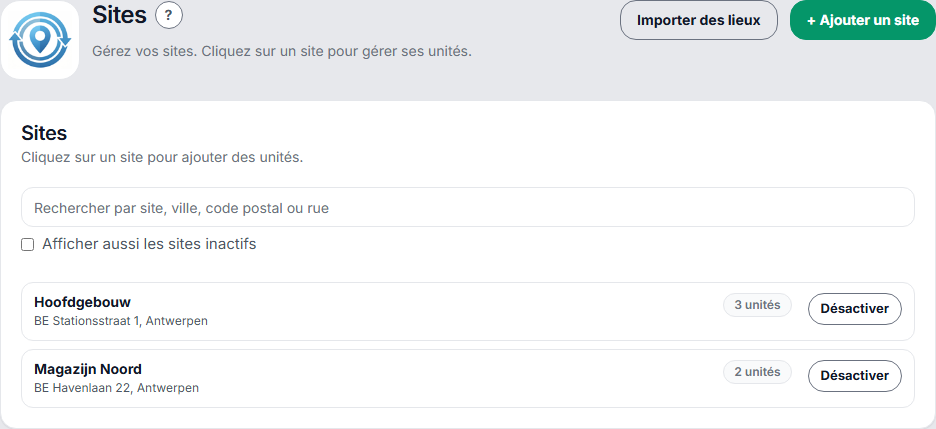 Sites ?
Importer des lieux
+ Ajouter un site
Gérez vos sites. Cliquez sur un site pour gérer ses unités.
Sites
Cliquez sur un site pour ajouter des unités.
Rechercher par site, ville, code postal ou rue
Afficher aussi les sites inactifs
Hoofdgebouw
BE Stationsstraat 1, Antwerpen
3 unités
Désactiver
Magazijn Noord
BE Havenlaan 22, Antwerpen
2 unités
Désactiver